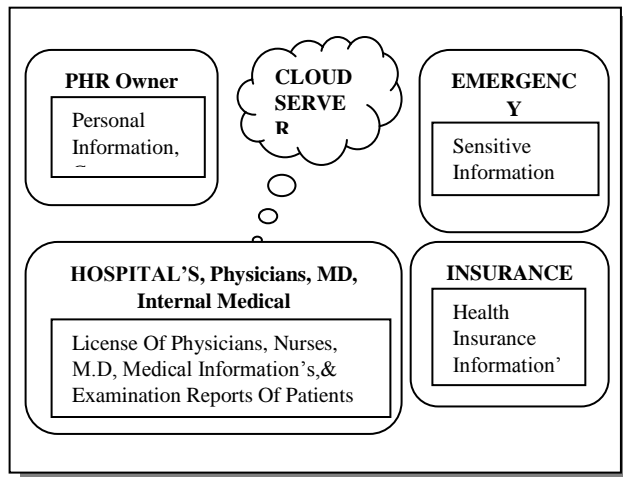 PHR Owner
Personal
Information,
CLOUD
SERVE
R
EMERGENC
Y
Sensitive
Information
HOSPITAL'S, Physicians, MD,
Internal Medical
License Of Physicians, Nurses,
M.D, Medical Information's,&
Examination Reports Of Patients
INSURANCE
Health
Insurance
Information'